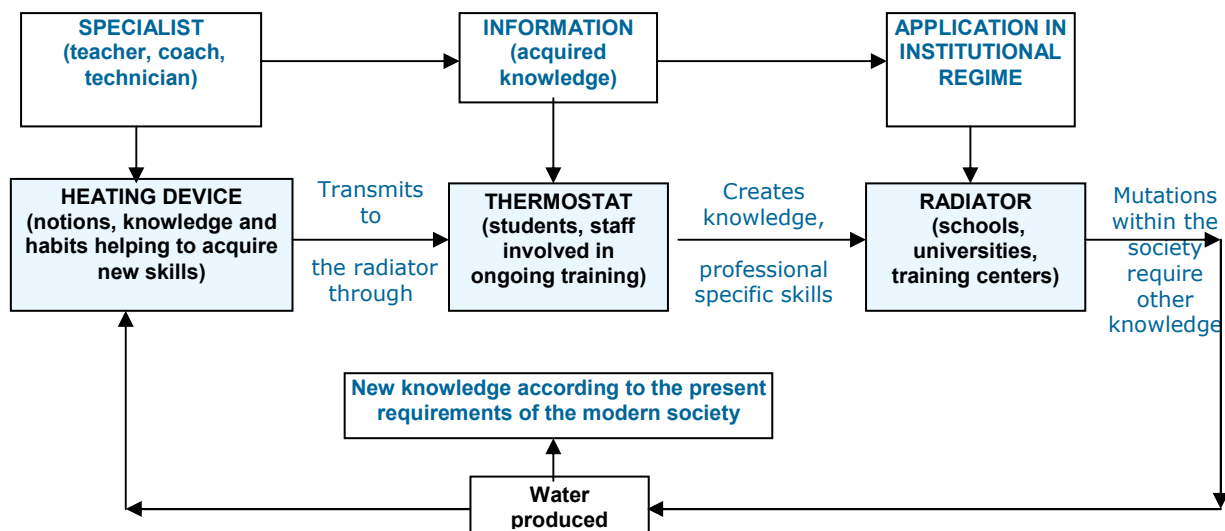 SPECIALIST
(teacher, coach,
technician)
INFORMATION
(acquired
knowledge)
APPLICATION IN
INSTITUTIONAL
REGIME
HEATING DEVICE
(notions, knowledge and
habits helping to acquire
new skills)
Transmits
to
the radiator
through
THERMOSTAT
(students, staff
involved in
ongoing training)
Creates
knowledge,
professional
specific skills
RADIATOR
(schools,
universities,
training centers)
Mutations
within the
society
require
other
knowledge
New knowledge according to the present
requirements of the modern society
Water
produced